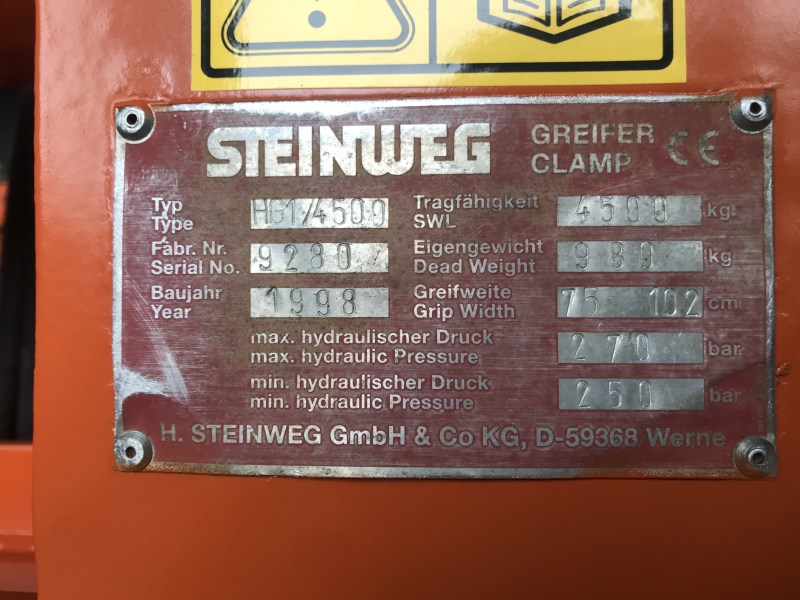 STEINWEG GREIFER CLAMP CE
Typ Type HG1/4500 Tragfähigkeit SWL 4500 kg
Fabr. Nr. Serial No. 9280 Eigengewicht Dead Weight 980 kg
Baujahr Year 1998 Greifweite Grip Width 75 102 cm
max. hydraulischer Druck max. hydraulic Pressure 270 bar
min. hydraulischer Druck min. hydraulic Pressure 250 bar
H. STEINWEG GmbH & Co KG, D-59368 Werne